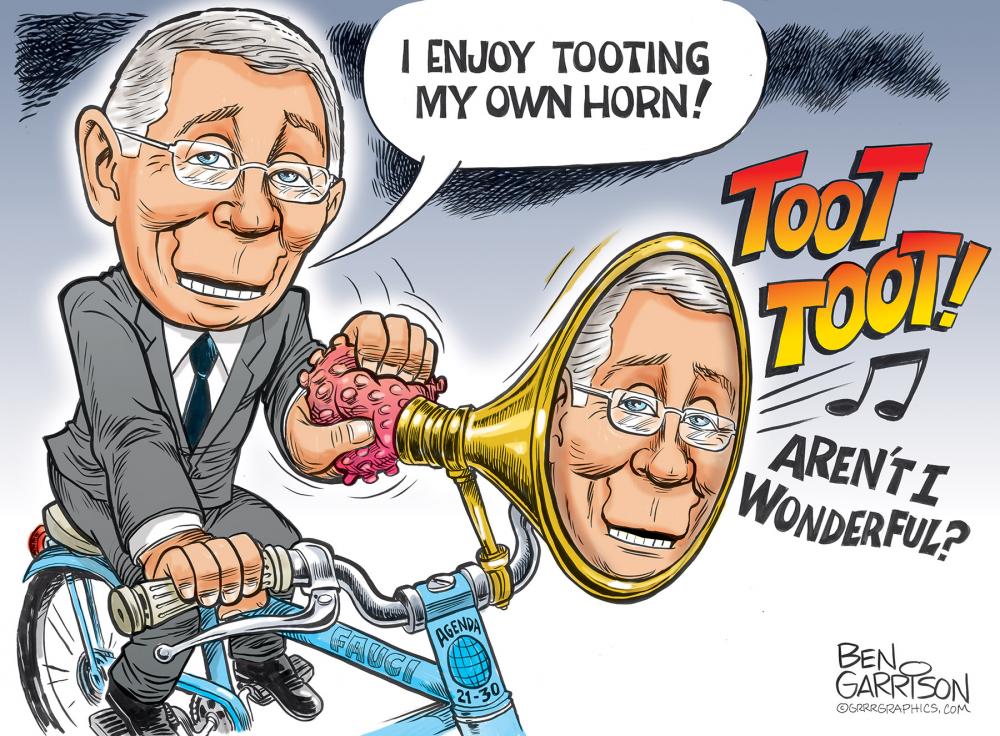 I ENJOY TOOTING
MY OWN HORN!
TOOT
TOOT!
AREN'T I
WONDERFUL?
FAUCI
AGENDA
21-30
BEN
GARRISON
©GRRRGRAPHICS.COM